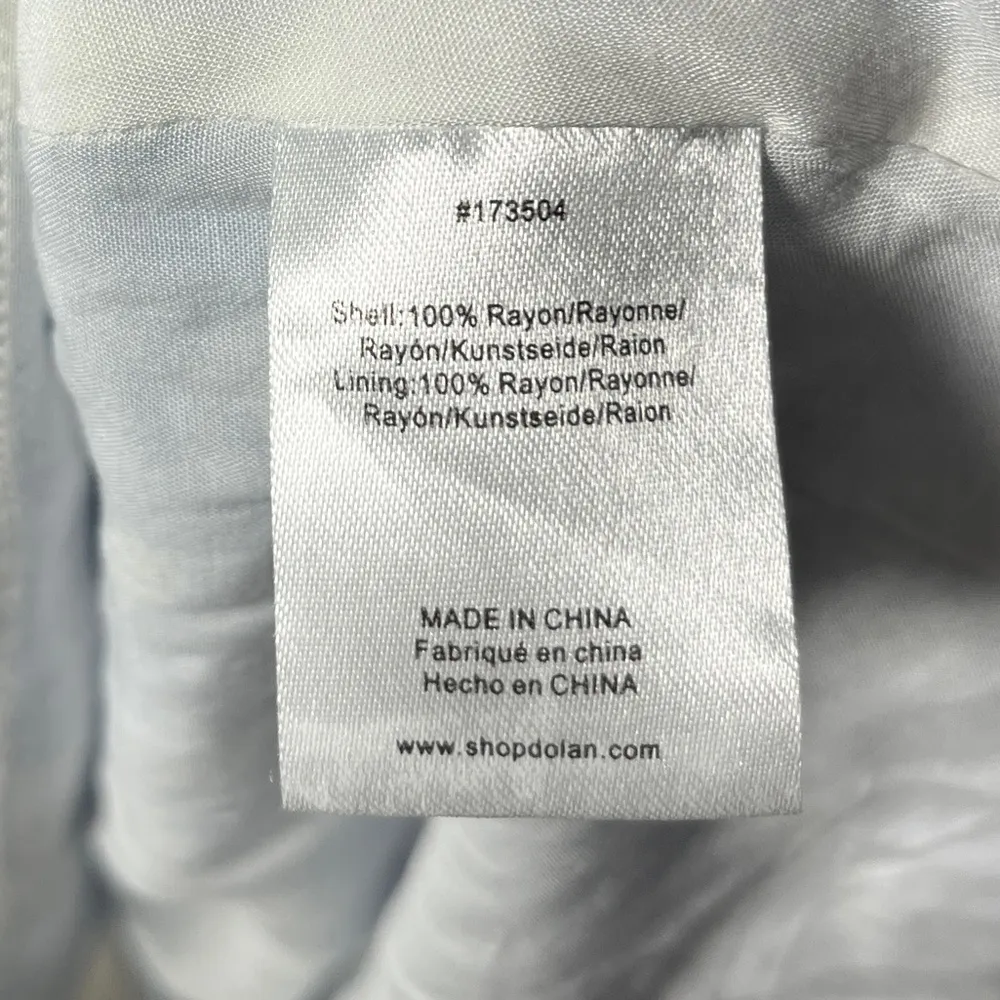 #173504
Shell:100% Rayon/Rayonne/
Rayón/Kunstseide/Raion
Lining:100% Rayon/Rayonne/
Rayón/Kunstseide/Raion
MADE IN CHINA
Fabriqué en china
Hecho en CHINA
www.shopdolan.com